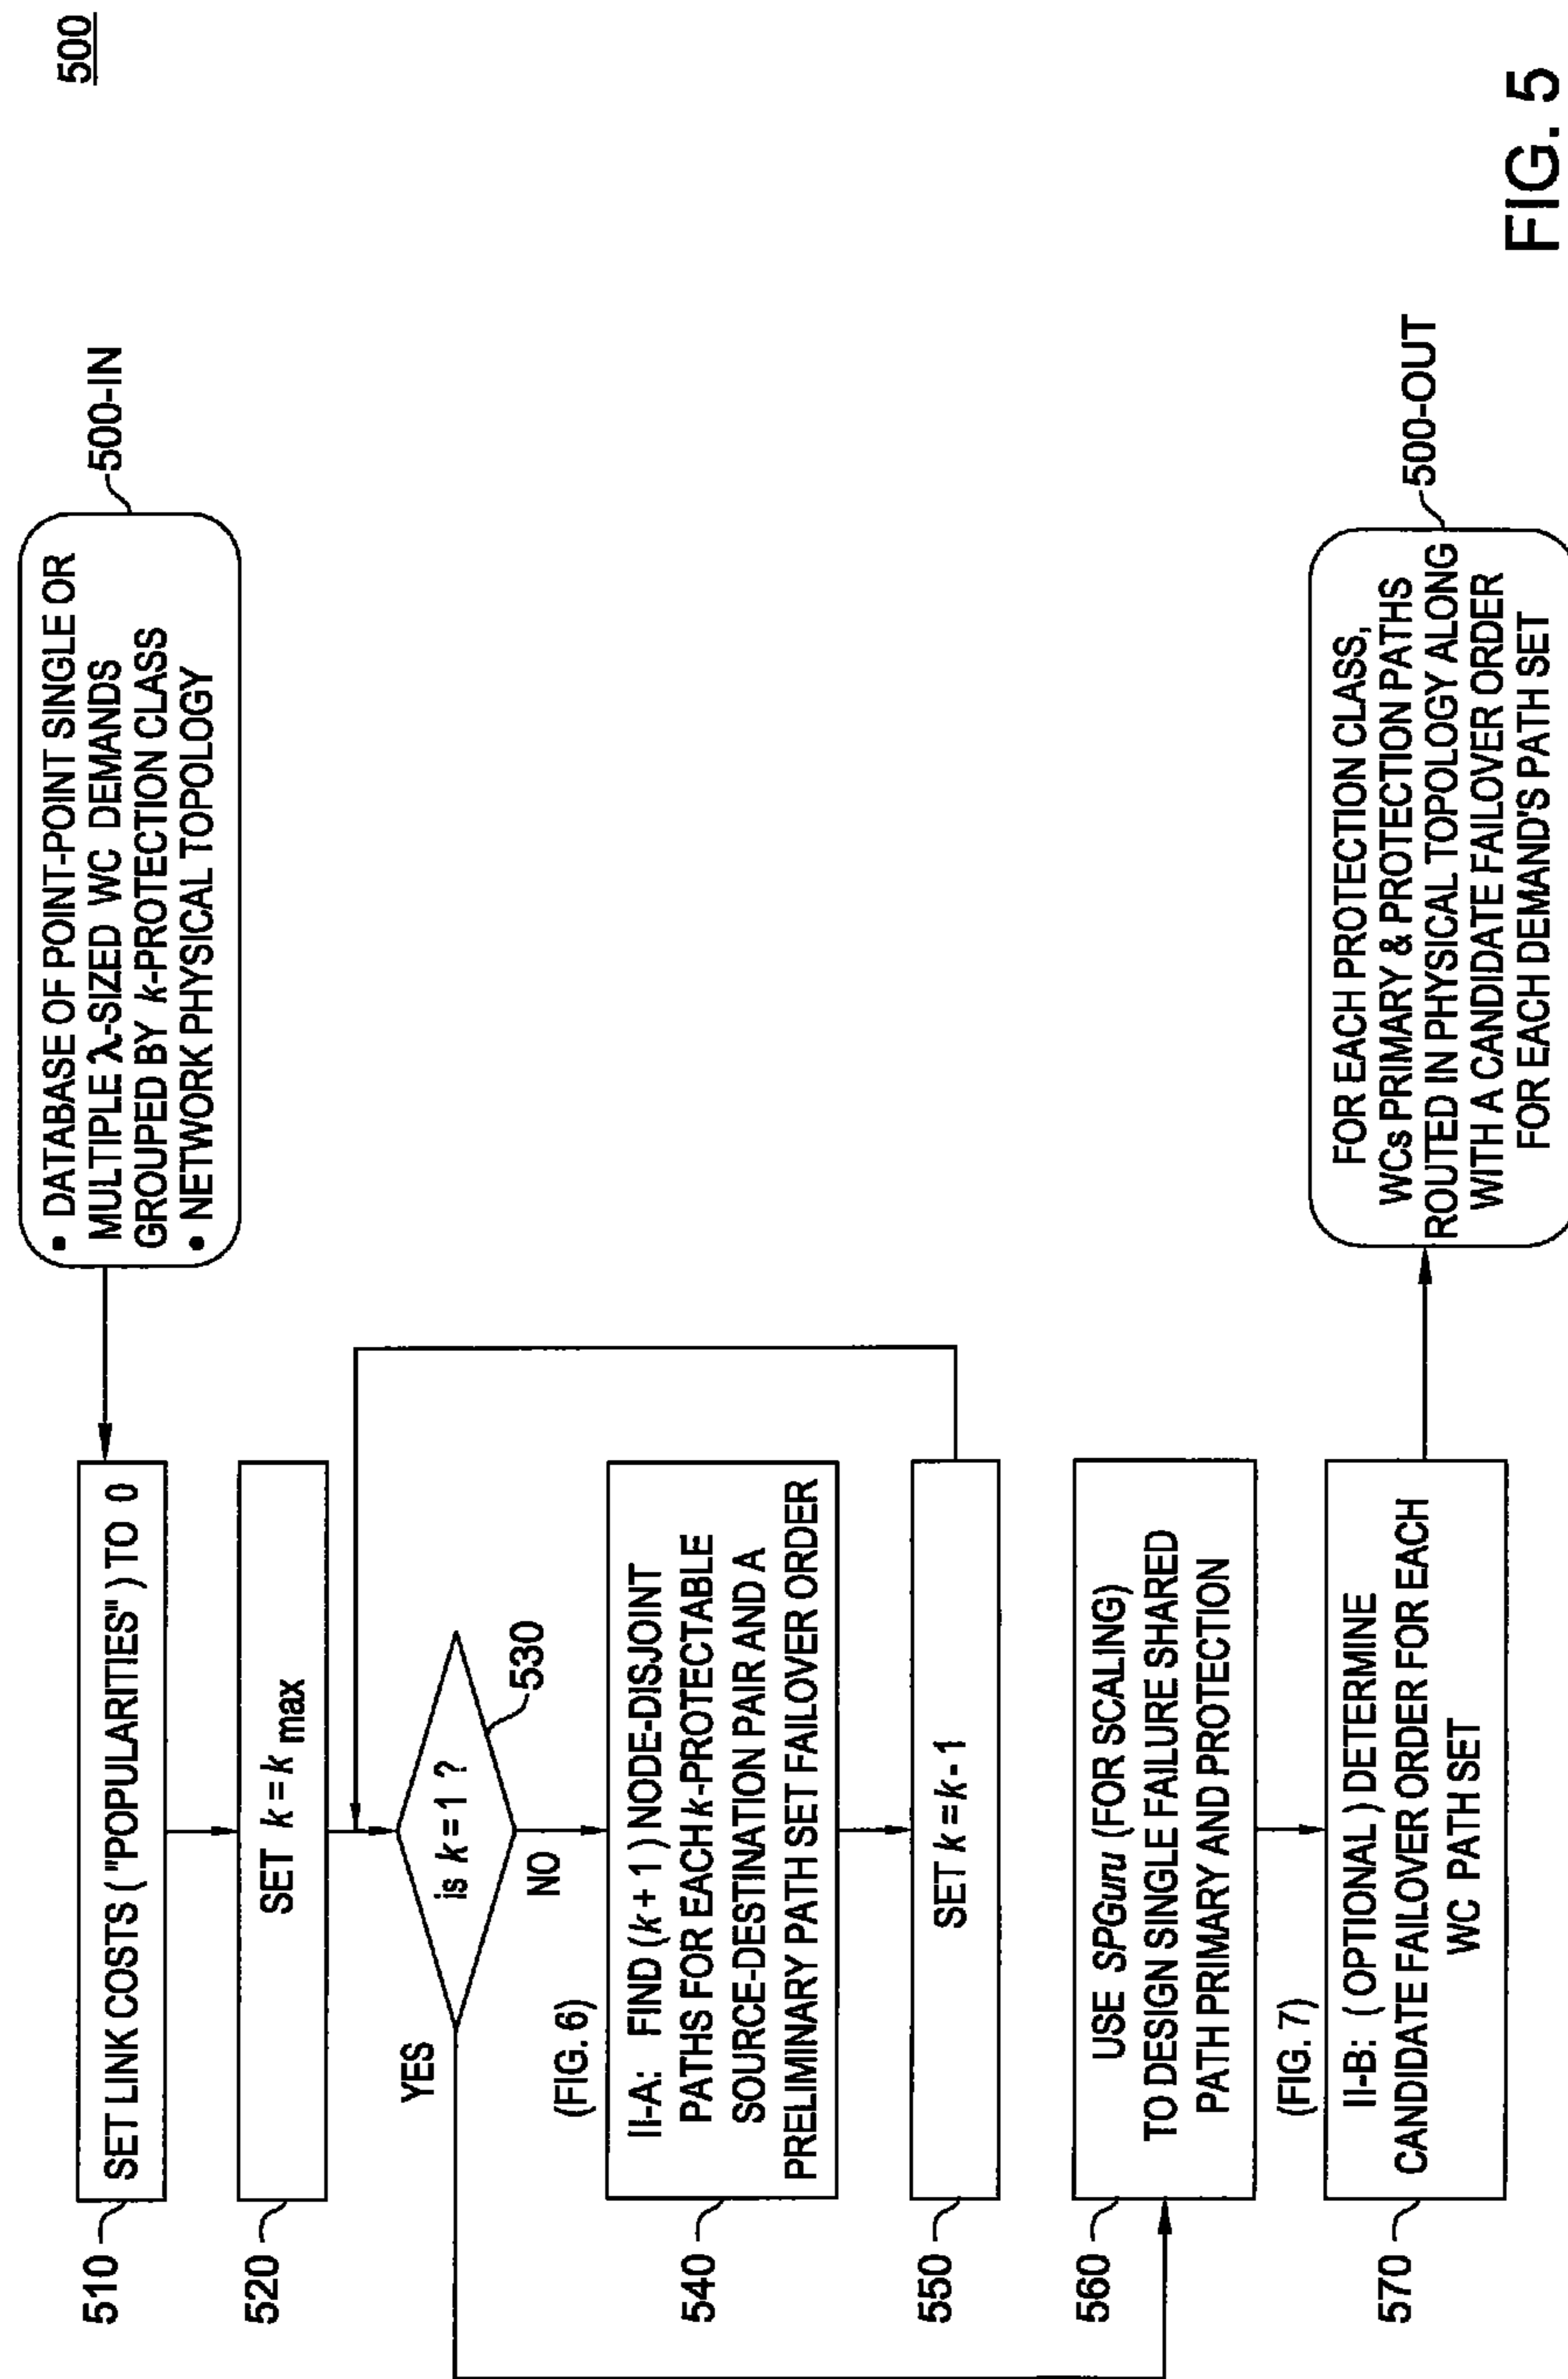 500
500-IN
• DATABASE OF POINT-POINT SINGLE OR
MULTIPLE λ-SIZED WC DEMANDS
GROUPED BY k-PROTECTION CLASS
• NETWORK PHYSICAL TOPOLOGY
510
SET LINK COSTS ( "POPULARITIES" ) TO 0
520
SET k = k max
is k = 1 ?
530
YES
NO
(FIG. 6)
540
II-A: FIND (k + 1 ) NODE-DISJOINT
PATHS FOR EACH k-PROTECTABLE
SOURCE-DESTINATION PAIR AND A
PRELIMINARY PATH SET FAILOVER ORDER
550
SET k = k - 1
560
USE SPGuru (FOR SCALING)
TO DESIGN SINGLE FAILURE SHARED
PATH PRIMARY AND PROTECTION
(FIG. 7)
570
II-B: ( OPTIONAL ) DETERMINE
CANDIDATE FAILOVER ORDER FOR EACH
WC PATH SET
500-OUT
FOR EACH PROTECTION CLASS,
WCs PRIMARY & PROTECTION PATHS
ROUTED IN PHYSICAL TOPOLOGY ALONG
WITH A CANDIDATE FAILOVER ORDER
FOR EACH DEMAND'S PATH SET
FIG. 5